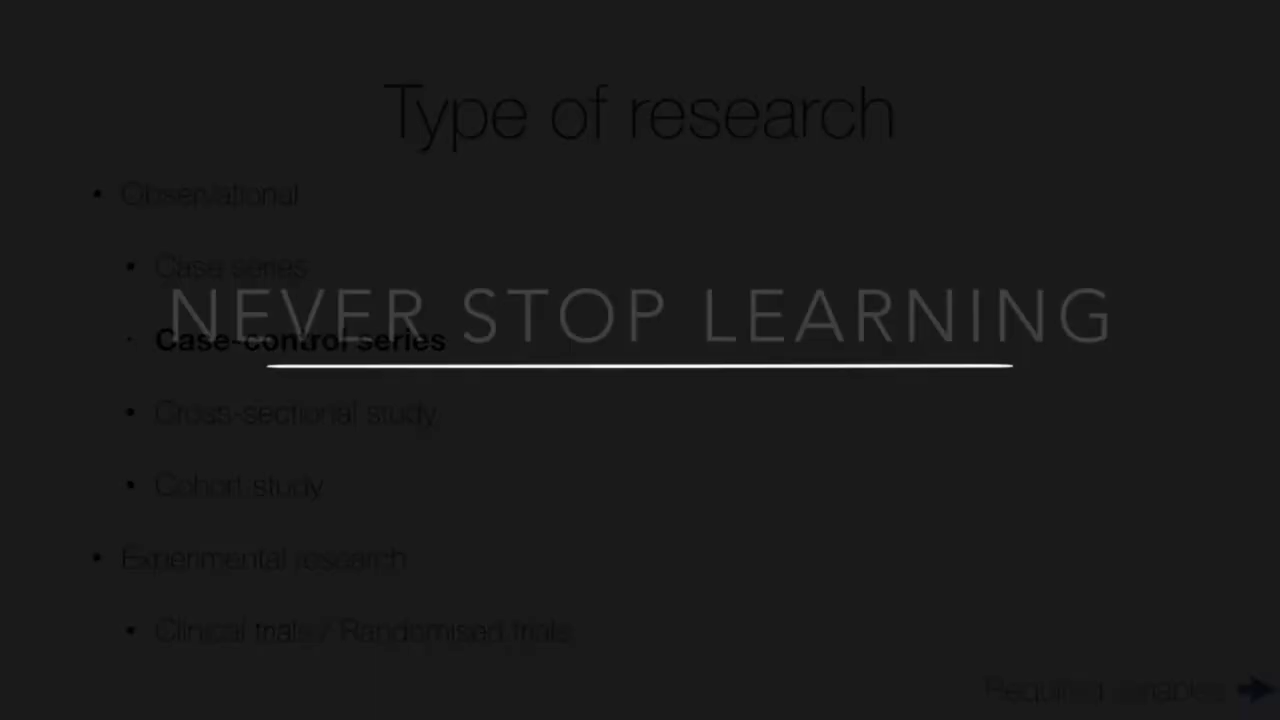 Type of research
• Observational
• Case series
NEVER STOP LEARNING
• Case-control series
• Cross-sectional study
• Cohort study
• Experimental research
• Clinical trials / Randomised trials
Required variables